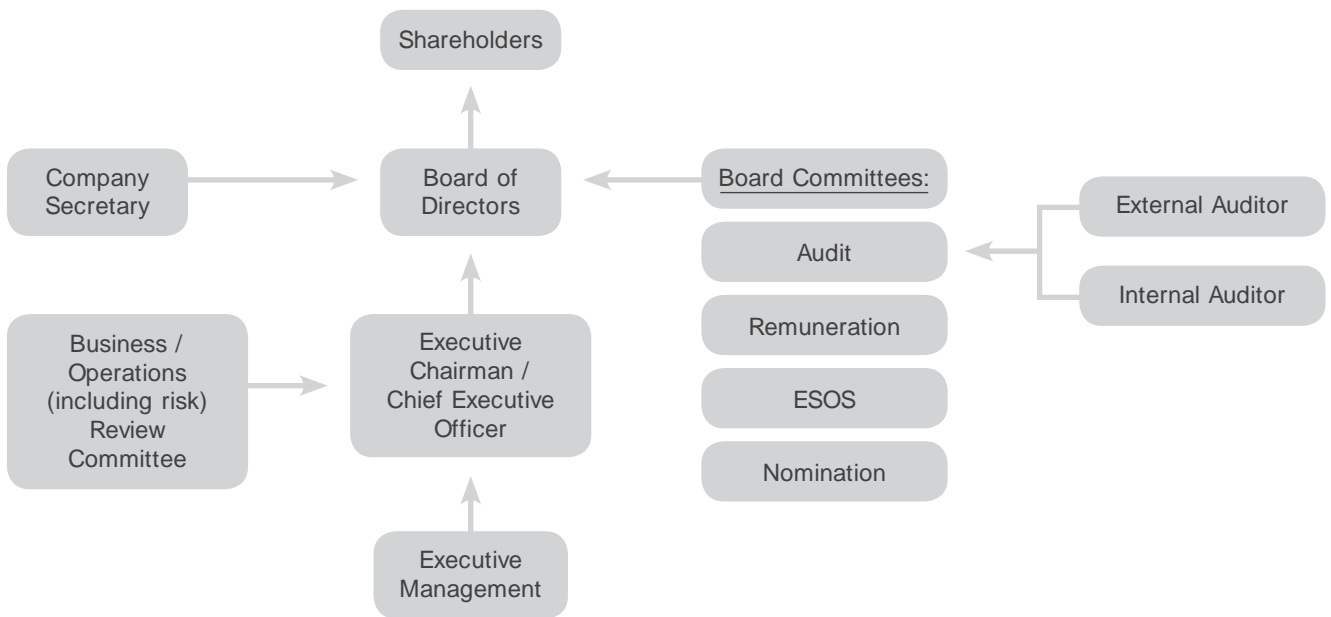 Shareholders
Company
Secretary
Board of
Directors
Board Committees:
External Auditor
Audit
Internal Auditor
Business /
Operations
(including risk)
Review
Committee
Executive
Chairman /
Chief Executive
Officer
Remuneration
ESOS
Nomination
Executive
Management